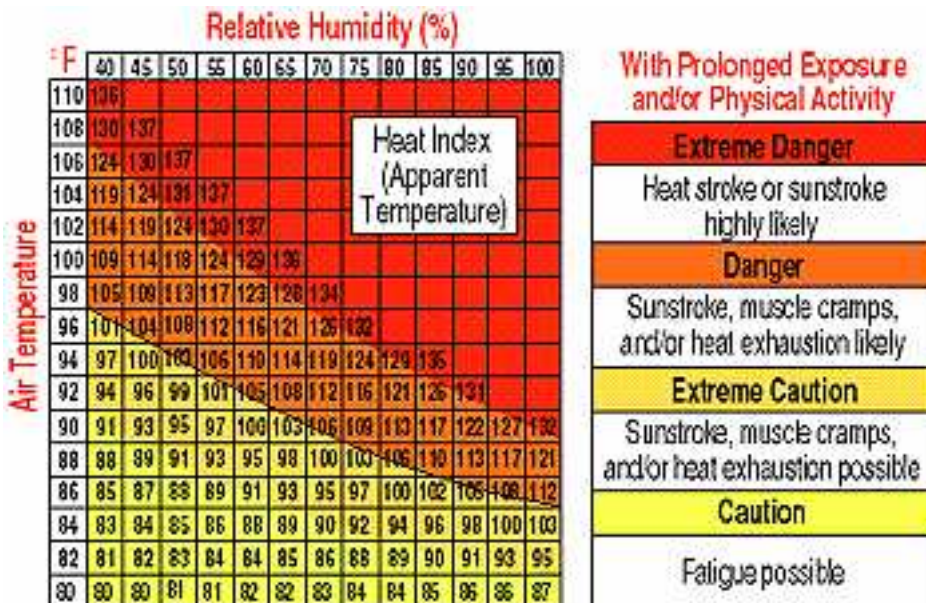 Relative Humidity (%)
°F 40 45 50 55 60 65 70 75 80 85 90 95 100
110 136
108 130 137
106 124 130 137
104 119 124 131 137
102 114 119 124 130 137
100 109 114 118 124 129 136
98 105 109 113 117 123 128 134
96 101 104 108 112 116 121 126 132
94 97 100 103 106 110 114 119 124 129 135
92 94 96 99 101 105 108 112 116 121 126 131
90 91 93 95 97 100 103 106 109 113 117 122 127 132
88 88 89 91 93 95 98 100 103 106 110 113 117 121
86 85 87 88 89 91 93 95 97 100 102 105 108 112
84 83 84 85 86 88 89 90 92 94 96 98 100 103
82 81 82 83 84 84 85 86 88 89 90 91 93 95
80 80 80 81 81 82 82 83 84 84 85 86 86 87
Air Temperature
Heat Index
(Apparent
Temperature)
With Prolonged Exposure
and/or Physical Activity
Extreme Danger
Heat stroke or sunstroke
highly likely
Danger
Sunstroke, muscle cramps,
and/or heat exhaustion likely
Extreme Caution
Sunstroke, muscle cramps,
and/or heat exhaustion possible
Caution
Fatigue possible